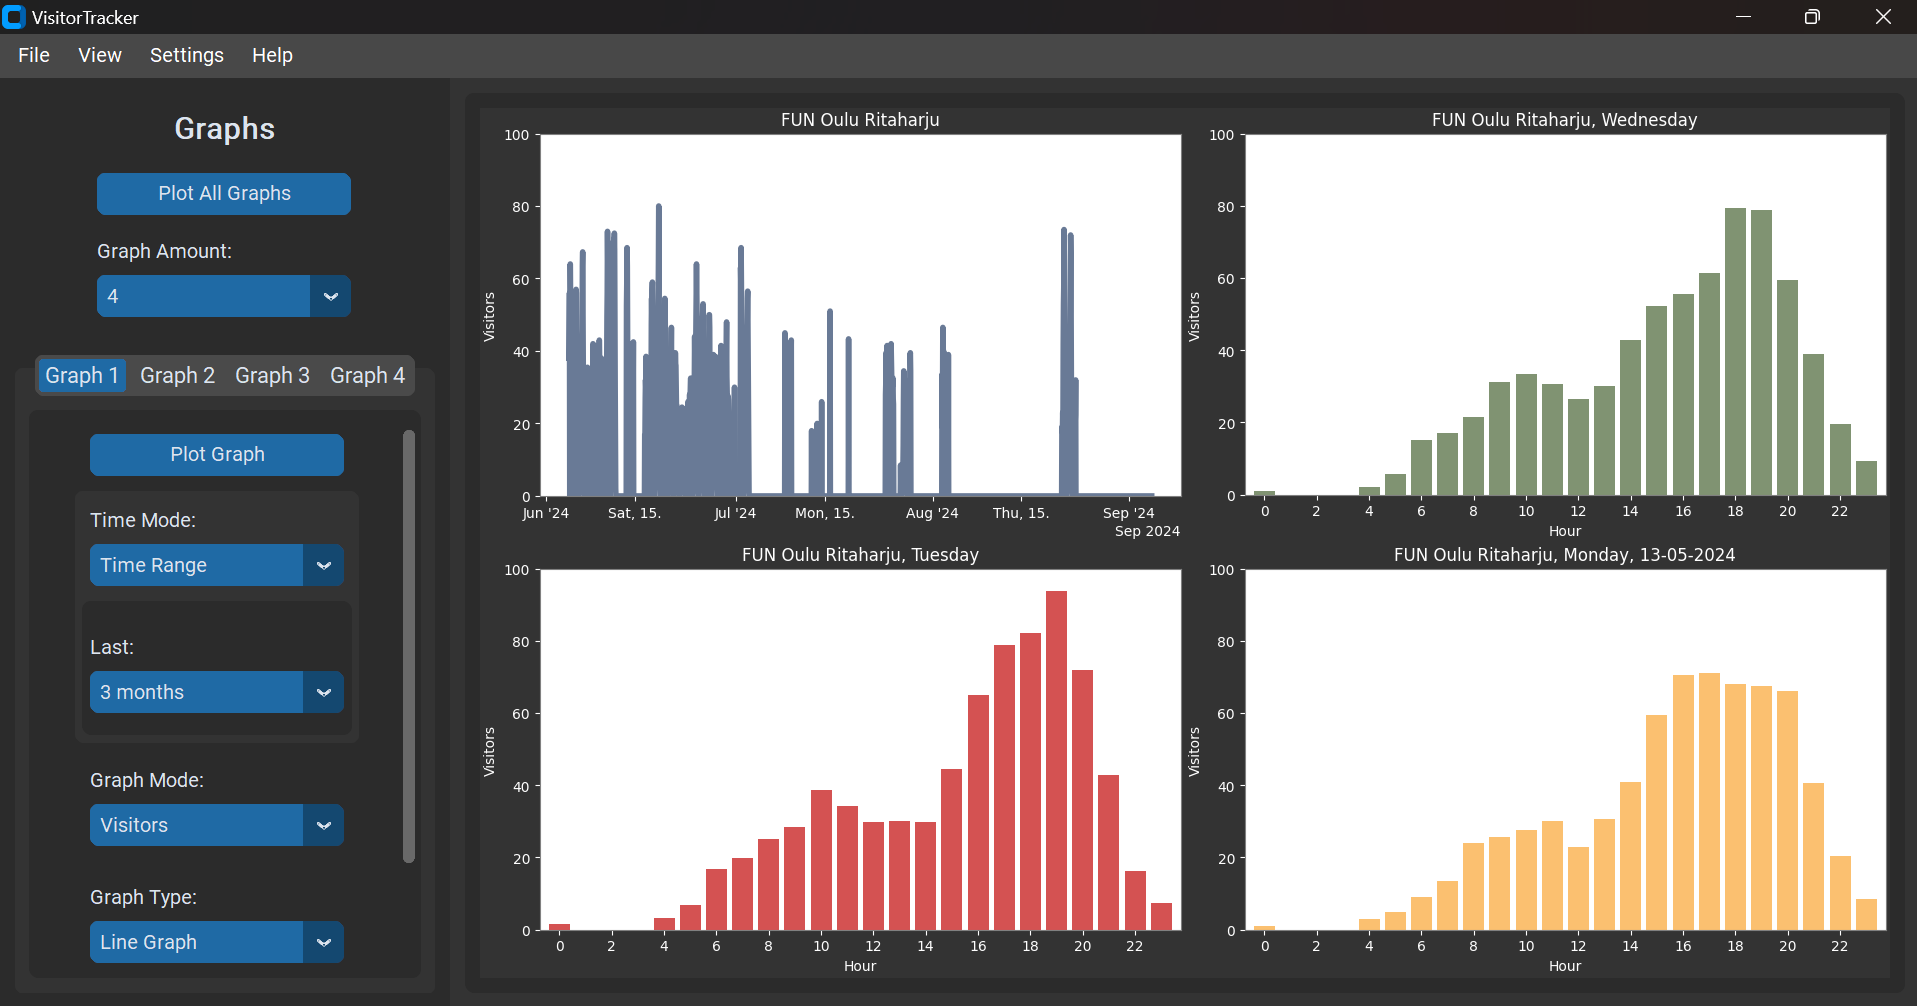 VisitorTracker
File View Settings Help
Graphs
Plot All Graphs
Graph Amount:
4
Graph 1 Graph 2 Graph 3 Graph 4
Plot Graph
Time Mode:
Time Range
Last:
3 months
Graph Mode:
Visitors
Graph Type:
Line Graph
FUN Oulu Ritaharju
100
80
60
40
20
0
Visitors
Jun '24 Sat, 15. Jul '24 Mon, 15. Aug '24 Thu, 15. Sep '24
Sep 2024
FUN Oulu Ritaharju, Wednesday
100
80
60
40
20
0
Visitors
0 2 4 6 8 10 12 14 16 18 20 22
Hour
FUN Oulu Ritaharju, Tuesday
100
80
60
40
20
0
Visitors
0 2 4 6 8 10 12 14 16 18 20 22
Hour
FUN Oulu Ritaharju, Monday, 13-05-2024
100
80
60
40
20
0
Visitors
0 2 4 6 8 10 12 14 16 18 20 22
Hour